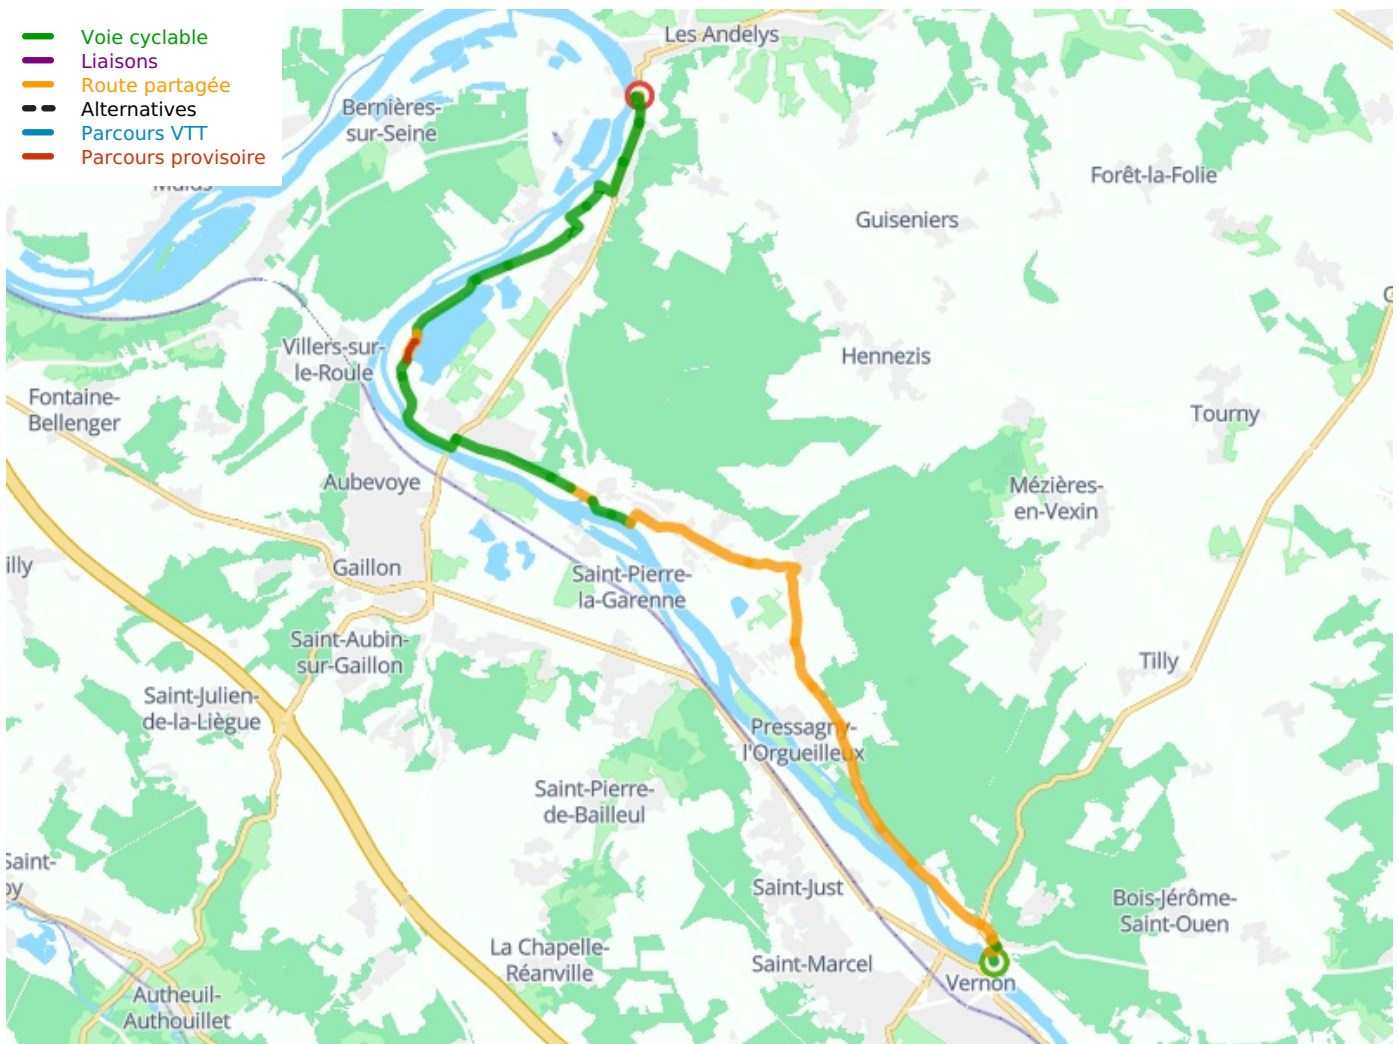 Voie cyclable
Liaisons
Route partagée
Alternatives
Parcours VTT
Parcours provisoire
Les Andelys
Bernières-
sur-Seine
Forêt-la-Folie
Guiseniers
Villers-sur-
le-Roule
Hennezis
Fontaine-
Bellenger
Tourny
Aubevoye
Mézières-
en-Vexin
illy
Gaillon
Saint-Pierre-
la-Garenne
Saint-Aubin-
sur-Gaillon
Tilly
Saint-Julien-
de-la-Liègue
Pressagny-
l'Orgueilleux
Saint-Pierre-
de-Bailleul
Saint-
oy
Saint-Just
Bois-Jérôme-
Saint-Ouen
La Chapelle-
Réanville
Saint-Marcel
Vernon
Autheuil-
Authouillet